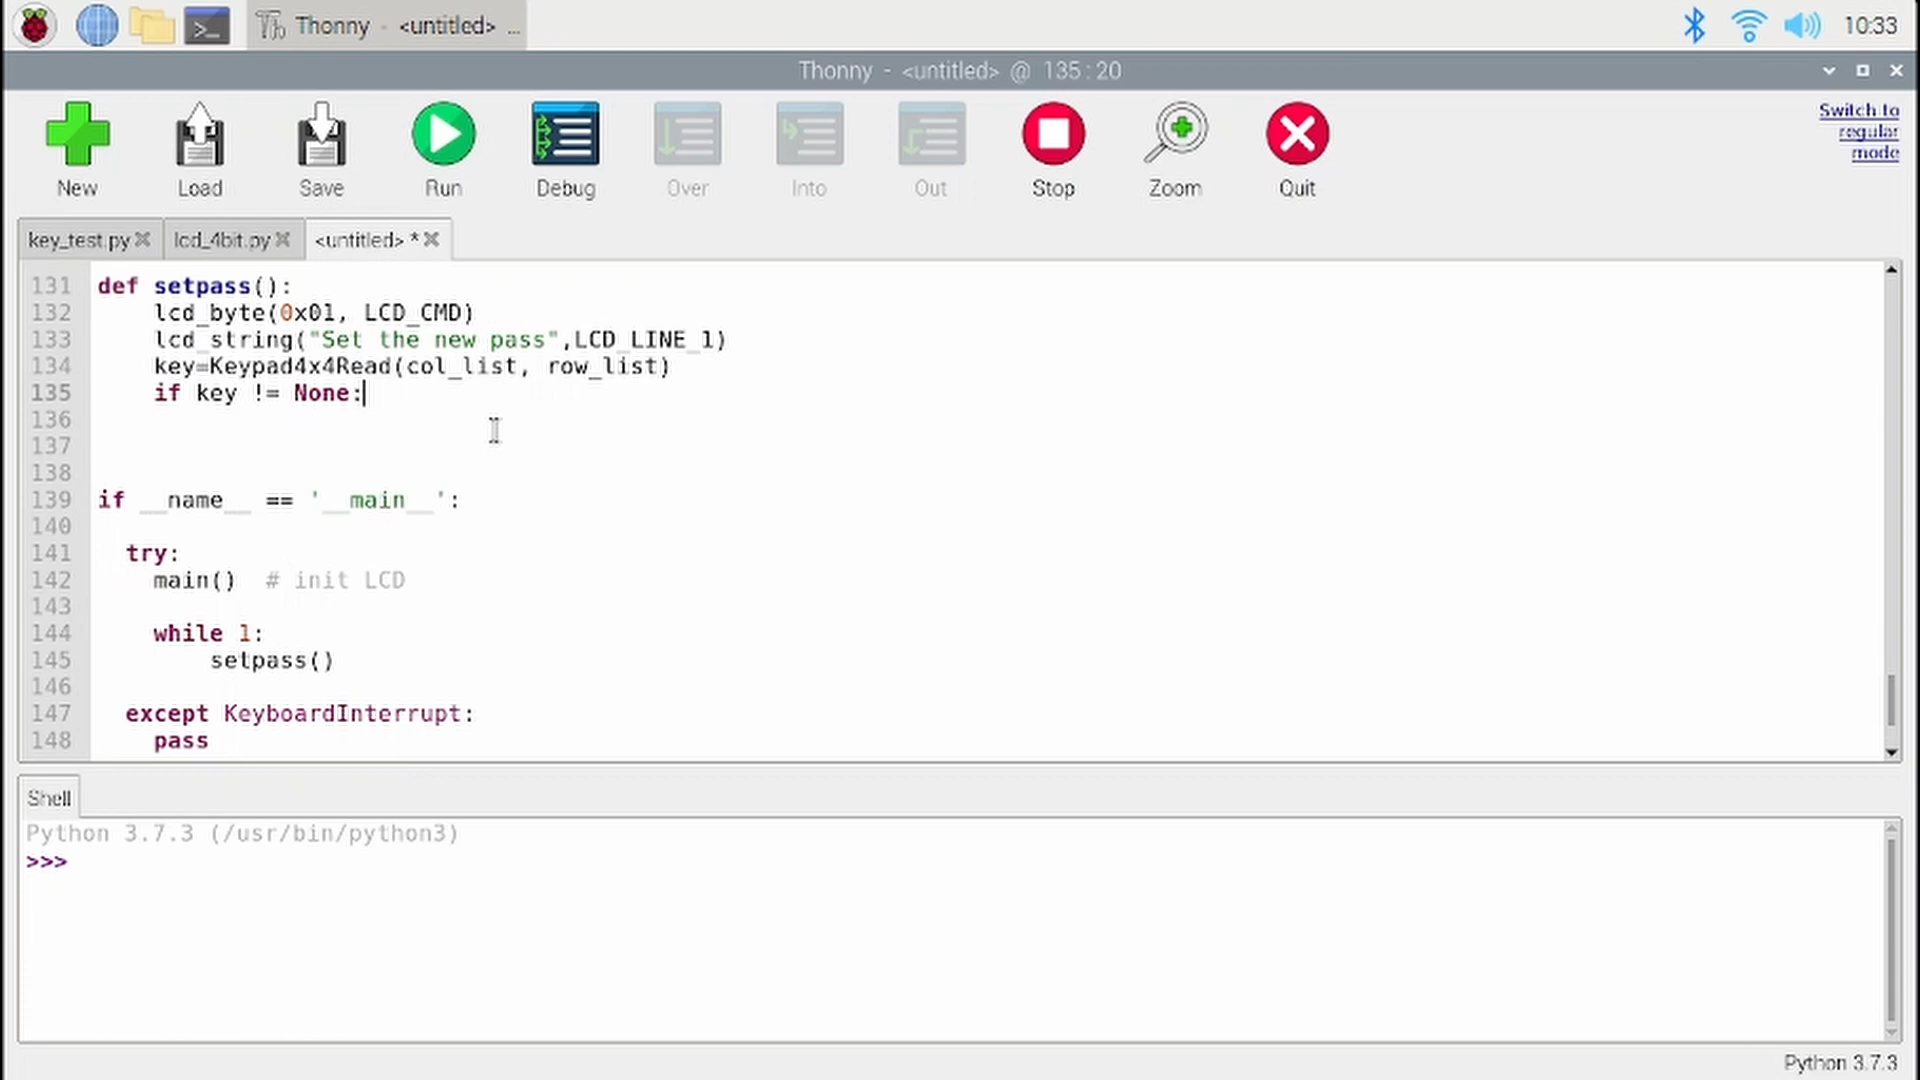 Thonny - <untitled> ...
10:33
Thonny - <untitled> @ 135:20
New
Load
Save
Run
Debug
Over
Into
Out
Stop
Zoom
Quit
Switch to
regular
mode
key_test.py
lcd_4bit.py
<untitled> *
131 def setpass():
132 lcd_byte(0x01, LCD_CMD)
133 lcd_string("Set the new pass",LCD_LINE_1)
134 key=Keypad4x4Read(col_list, row_list)
135 if key != None:
136
137
138
139 if __name__ == '__main__':
140
141 try:
142 main() # init LCD
143
144 while 1:
145 setpass()
146
147 except KeyboardInterrupt:
148 pass
Shell
Python 3.7.3 (/usr/bin/python3)
>>>
Python 3.7.3